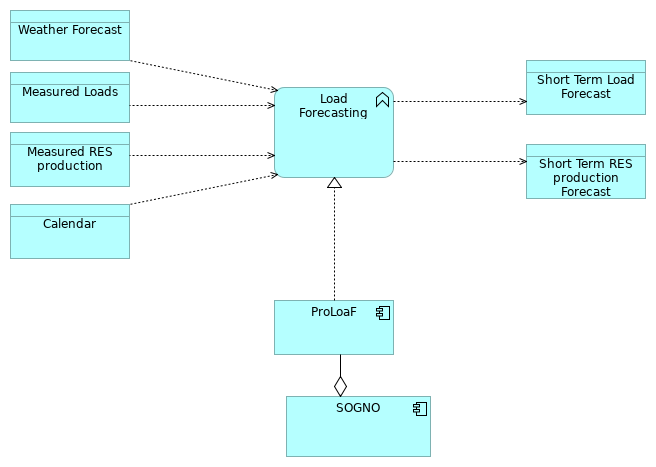 Weather Forecast
Measured Loads
Measured RES
production
Calendar
Load
Forecasting
Short Term Load
Forecast
Short Term RES
production
Forecast
ProLoaF
SOGNO